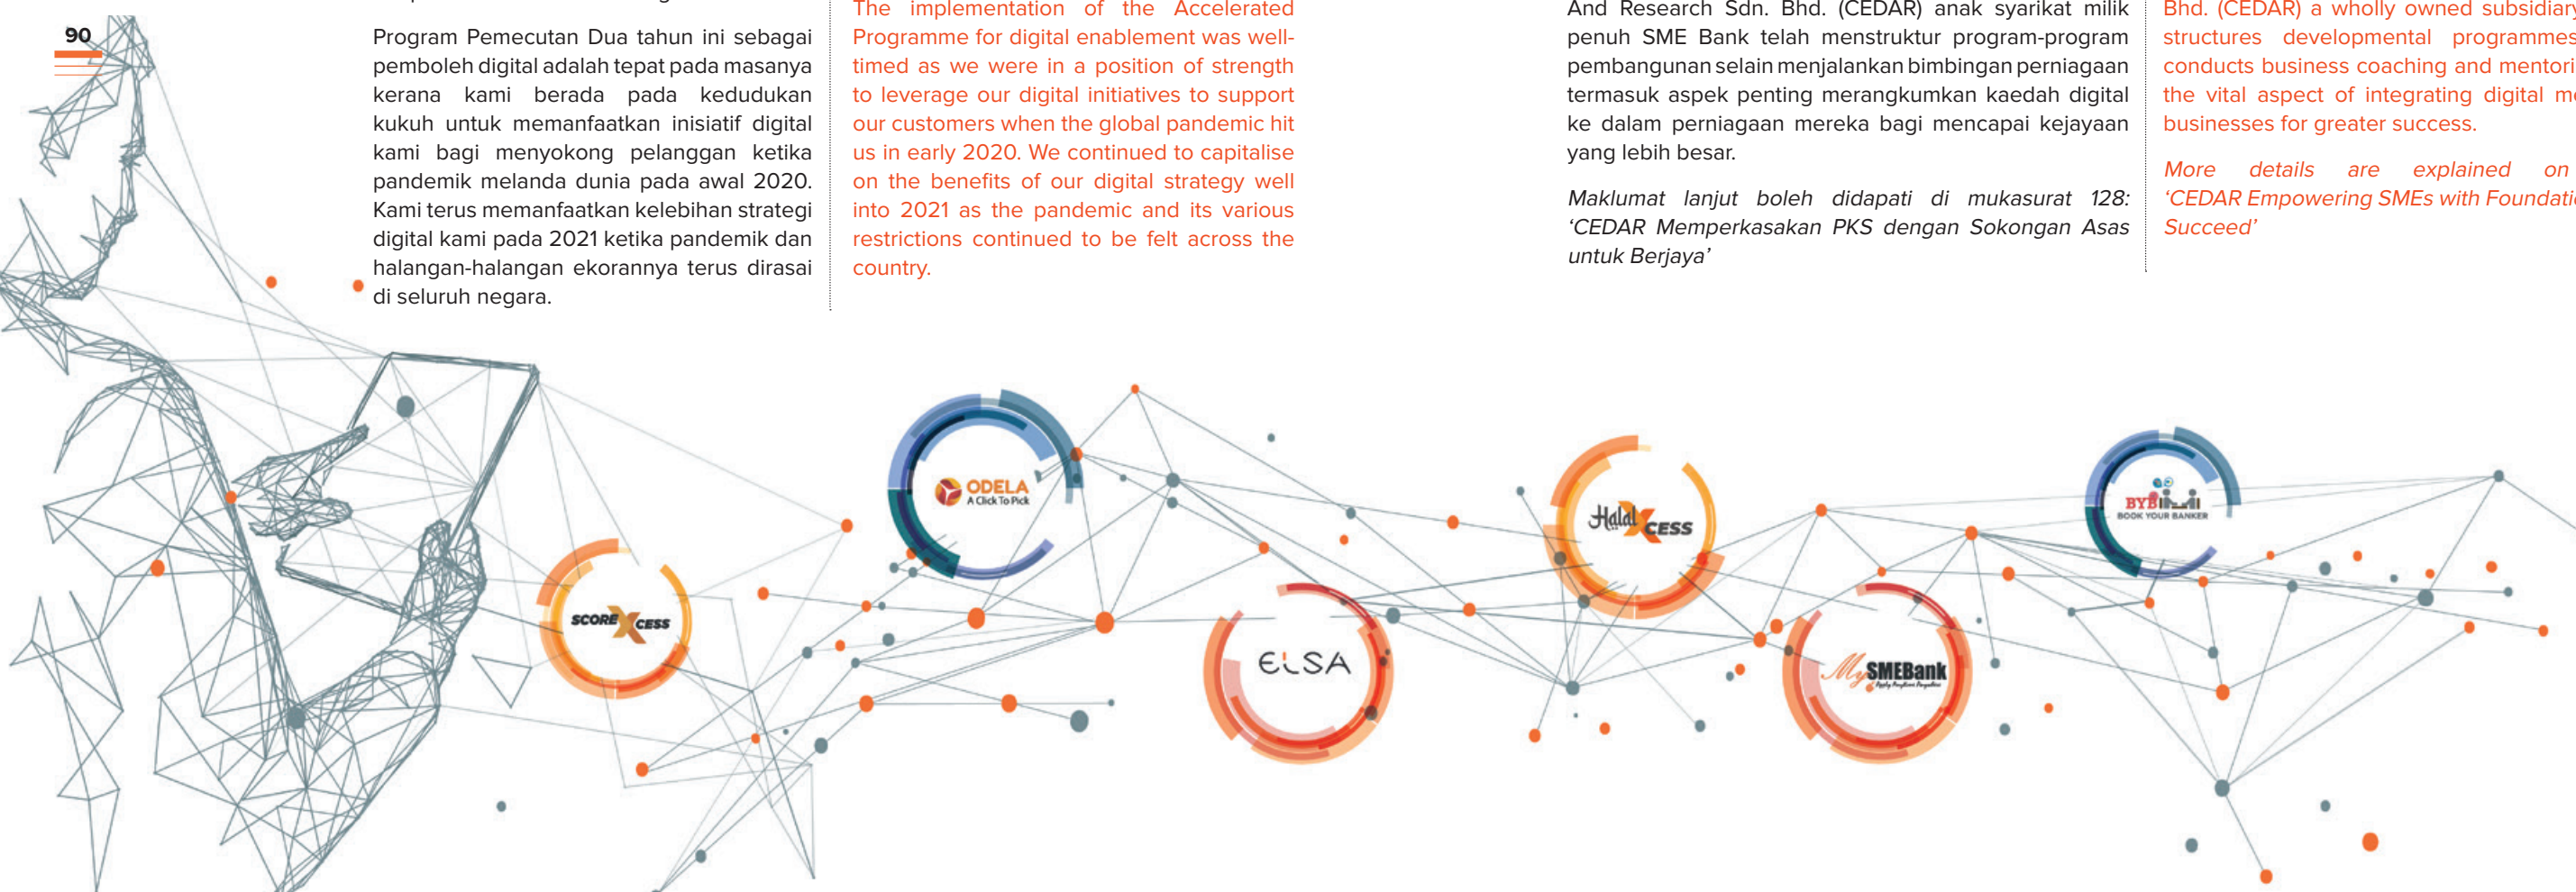 90
Program Pemecutan Dua tahun ini sebagai
pemboleh digital adalah tepat pada masanya
kerana kami berada pada kedudukan
kukuh untuk memanfaatkan inisiatif digital
kami bagi menyokong pelanggan ketika
pandemik melanda dunia pada awal 2020.
Kami terus memanfaatkan kelebihan strategi
digital kami pada 2021 ketika pandemik dan
halangan-halangan ekorannya terus dirasai
di seluruh negara.
The implementation of the Accelerated
Programme for digital enablement was well-
timed as we were in a position of strength
to leverage our digital initiatives to support
our customers when the global pandemic hit
us in early 2020. We continued to capitalise
on the benefits of our digital strategy well
into 2021 as the pandemic and its various
restrictions continued to be felt across the
country.
And Research Sdn. Bhd. (CEDAR) anak syarikat milik
penuh SME Bank telah menstruktur program-program
pembangunan selain menjalankan bimbingan perniagaan
termasuk aspek penting merangkumkan kaedah digital
ke dalam perniagaan mereka bagi mencapai kejayaan
yang lebih besar.
Maklumat lanjut boleh didapati di mukasurat 128:
‘CEDAR Memperkasakan PKS dengan Sokongan Asas
untuk Berjaya’
Bhd. (CEDAR) a wholly owned subsidiary
structures developmental programmes
conducts business coaching and
the vital aspect of integrating digital
businesses for greater success.
More details are explained on
‘CEDAR Empowering SMEs with
Succeed’
SCOREXCESS
ODELA
A Click To Pick
ELSA
HalalXCESS
MySMEBank
Apply Anytime Anywhere
BYB
BOOK YOUR BANKER